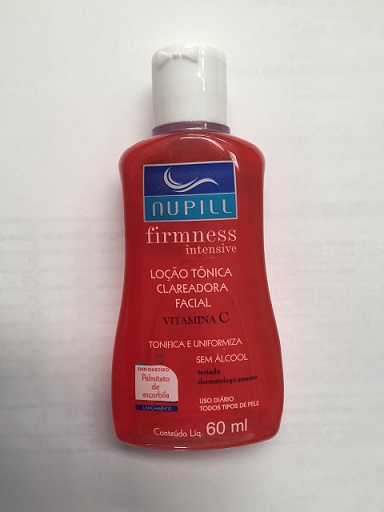 NUPILL
firmness
intensive
LOÇÃO TÔNICA
CLAREADORA
FACIAL
VITAMINA C
TONIFICA E UNIFORMIZA
SEM ÁLCOOL
testado
dermatologicamente
ENRIQUECIDO
Palmitato
de
ascorbila
LANÇAMENTO
USO DIÁRIO
TODOS TIPOS DE PELE
Conteúdo Líq. 60 ml